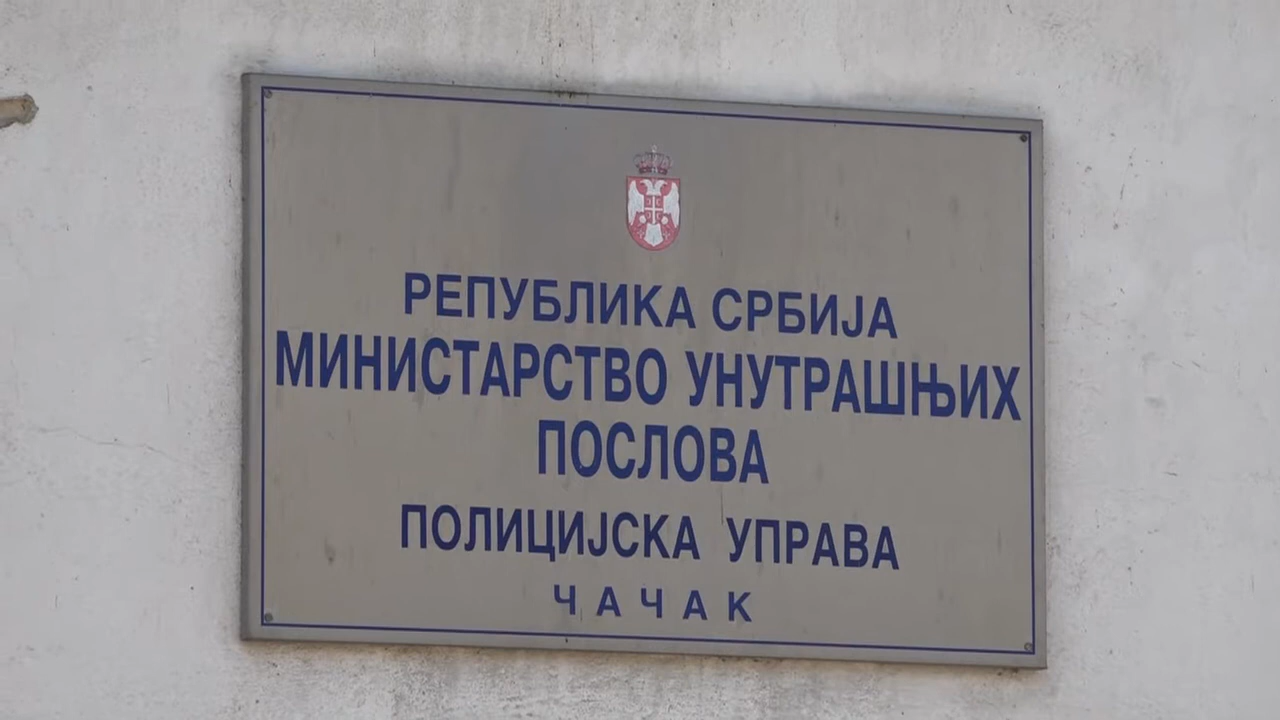 РЕПУБЛИКА СРБИЈА
МИНИСТАРСТВО УНУТРАШЊИХ
ПОСЛОВА
ПОЛИЦИЈСКА УПРАВА
ЧАЧАК